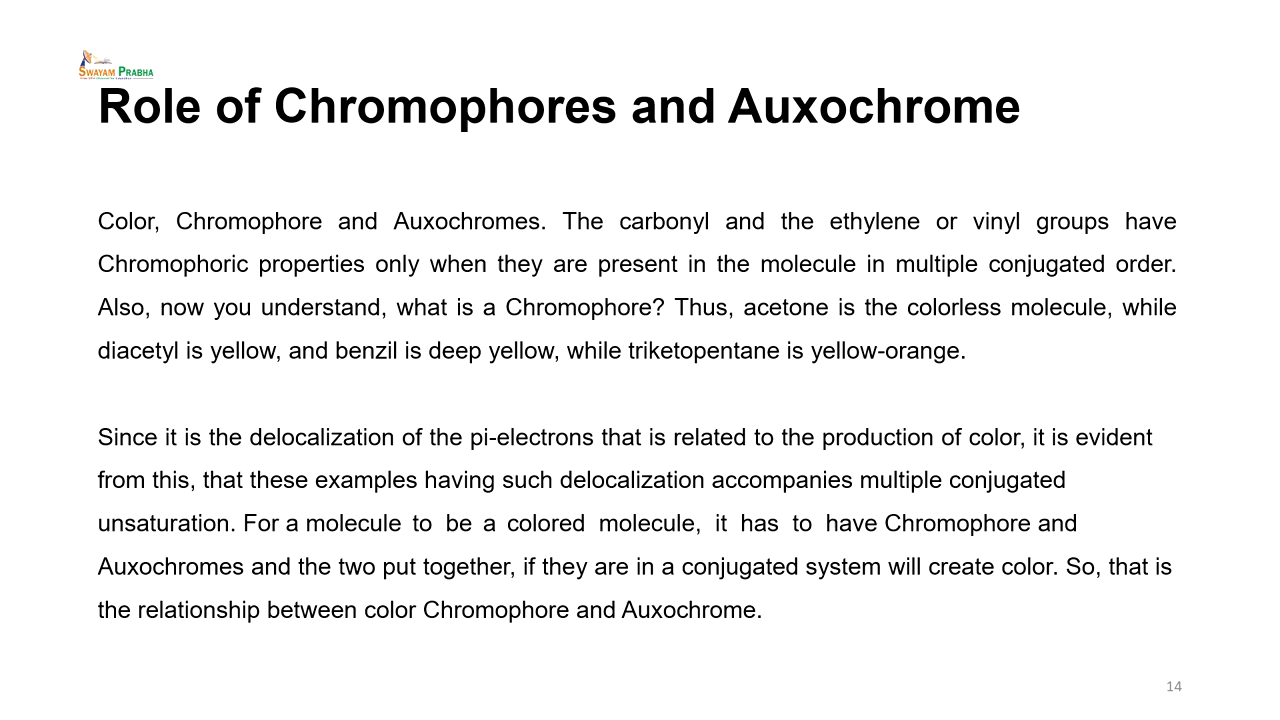 SWAYAM PRABHA
Role of Chromophores and Auxochrome
Color, Chromophore and Auxochromes. The carbonyl and the ethylene or vinyl groups have
Chromophoric properties only when they are present in the molecule in multiple conjugated order.
Also, now you understand, what is a Chromophore? Thus, acetone is the colorless molecule, while
diacetyl is yellow, and benzil is deep yellow, while triketopentane is yellow-orange.
Since it is the delocalization of the pi-electrons that is related to the production of color, it is evident
from this, that these examples having such delocalization accompanies multiple conjugated
unsaturation. For a molecule to be a colored molecule, it has to have Chromophore and
Auxochromes and the two put together, if they are in a conjugated system will create color. So, that is
the relationship between color Chromophore and Auxochrome.
14